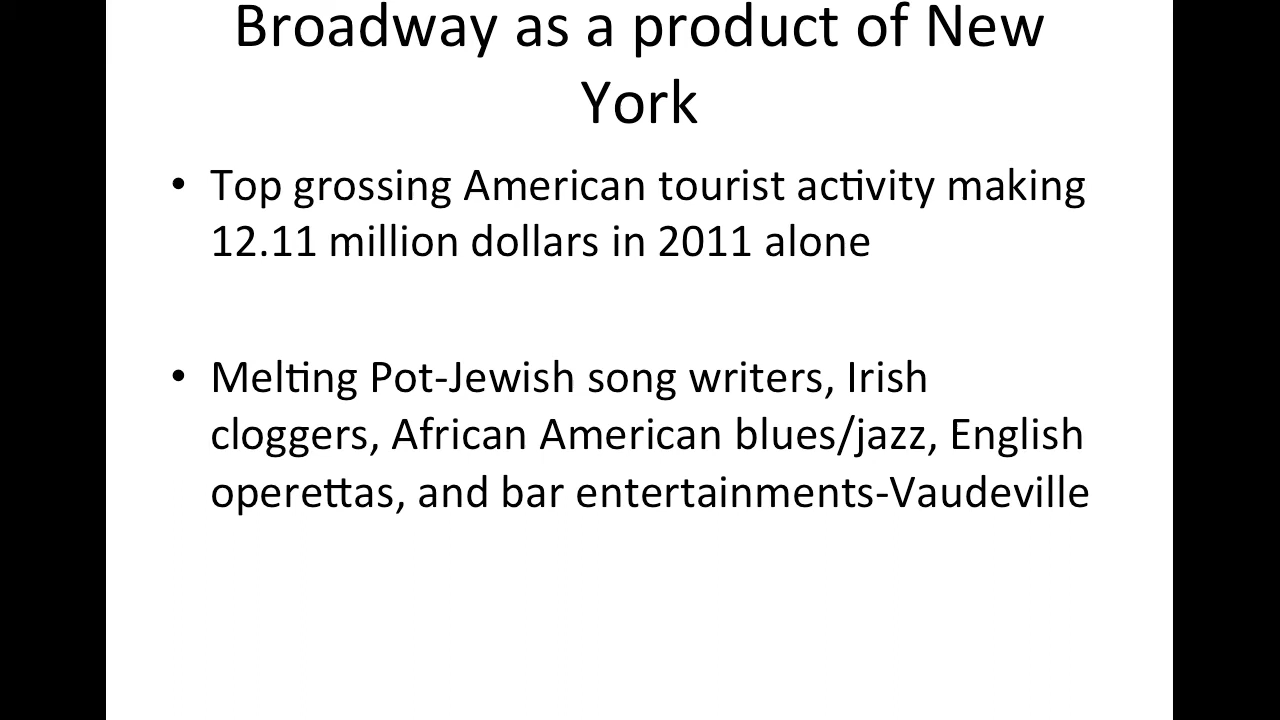 Broadway as a product of New
York
• Top grossing American tourist activity making
12.11 million dollars in 2011 alone
• Melting Pot-Jewish song writers, Irish
cloggers, African American blues/jazz, English
operettas, and bar entertainments-Vaudeville